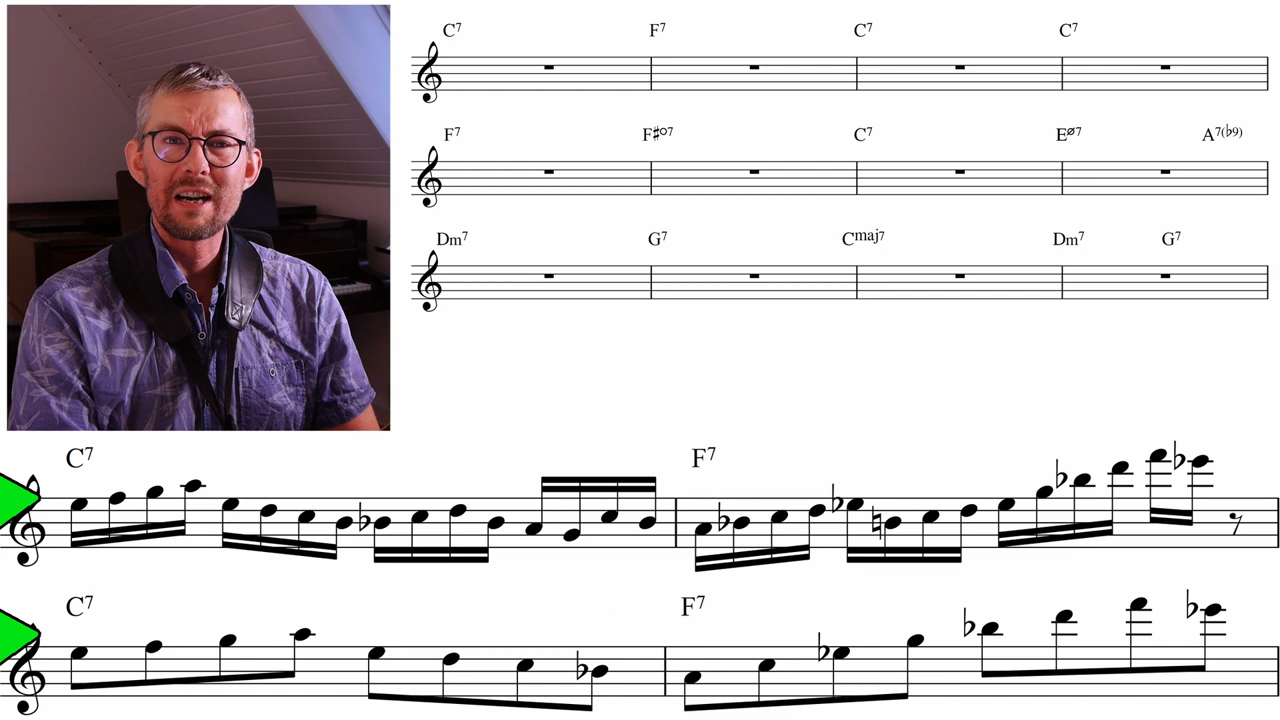 C7 F7 C7 C7
F7 F♯o7 C7 Eø7 A7(♭9)
Dm7 G7 Cmaj7 Dm7 G7
C7 F7
C7 F7